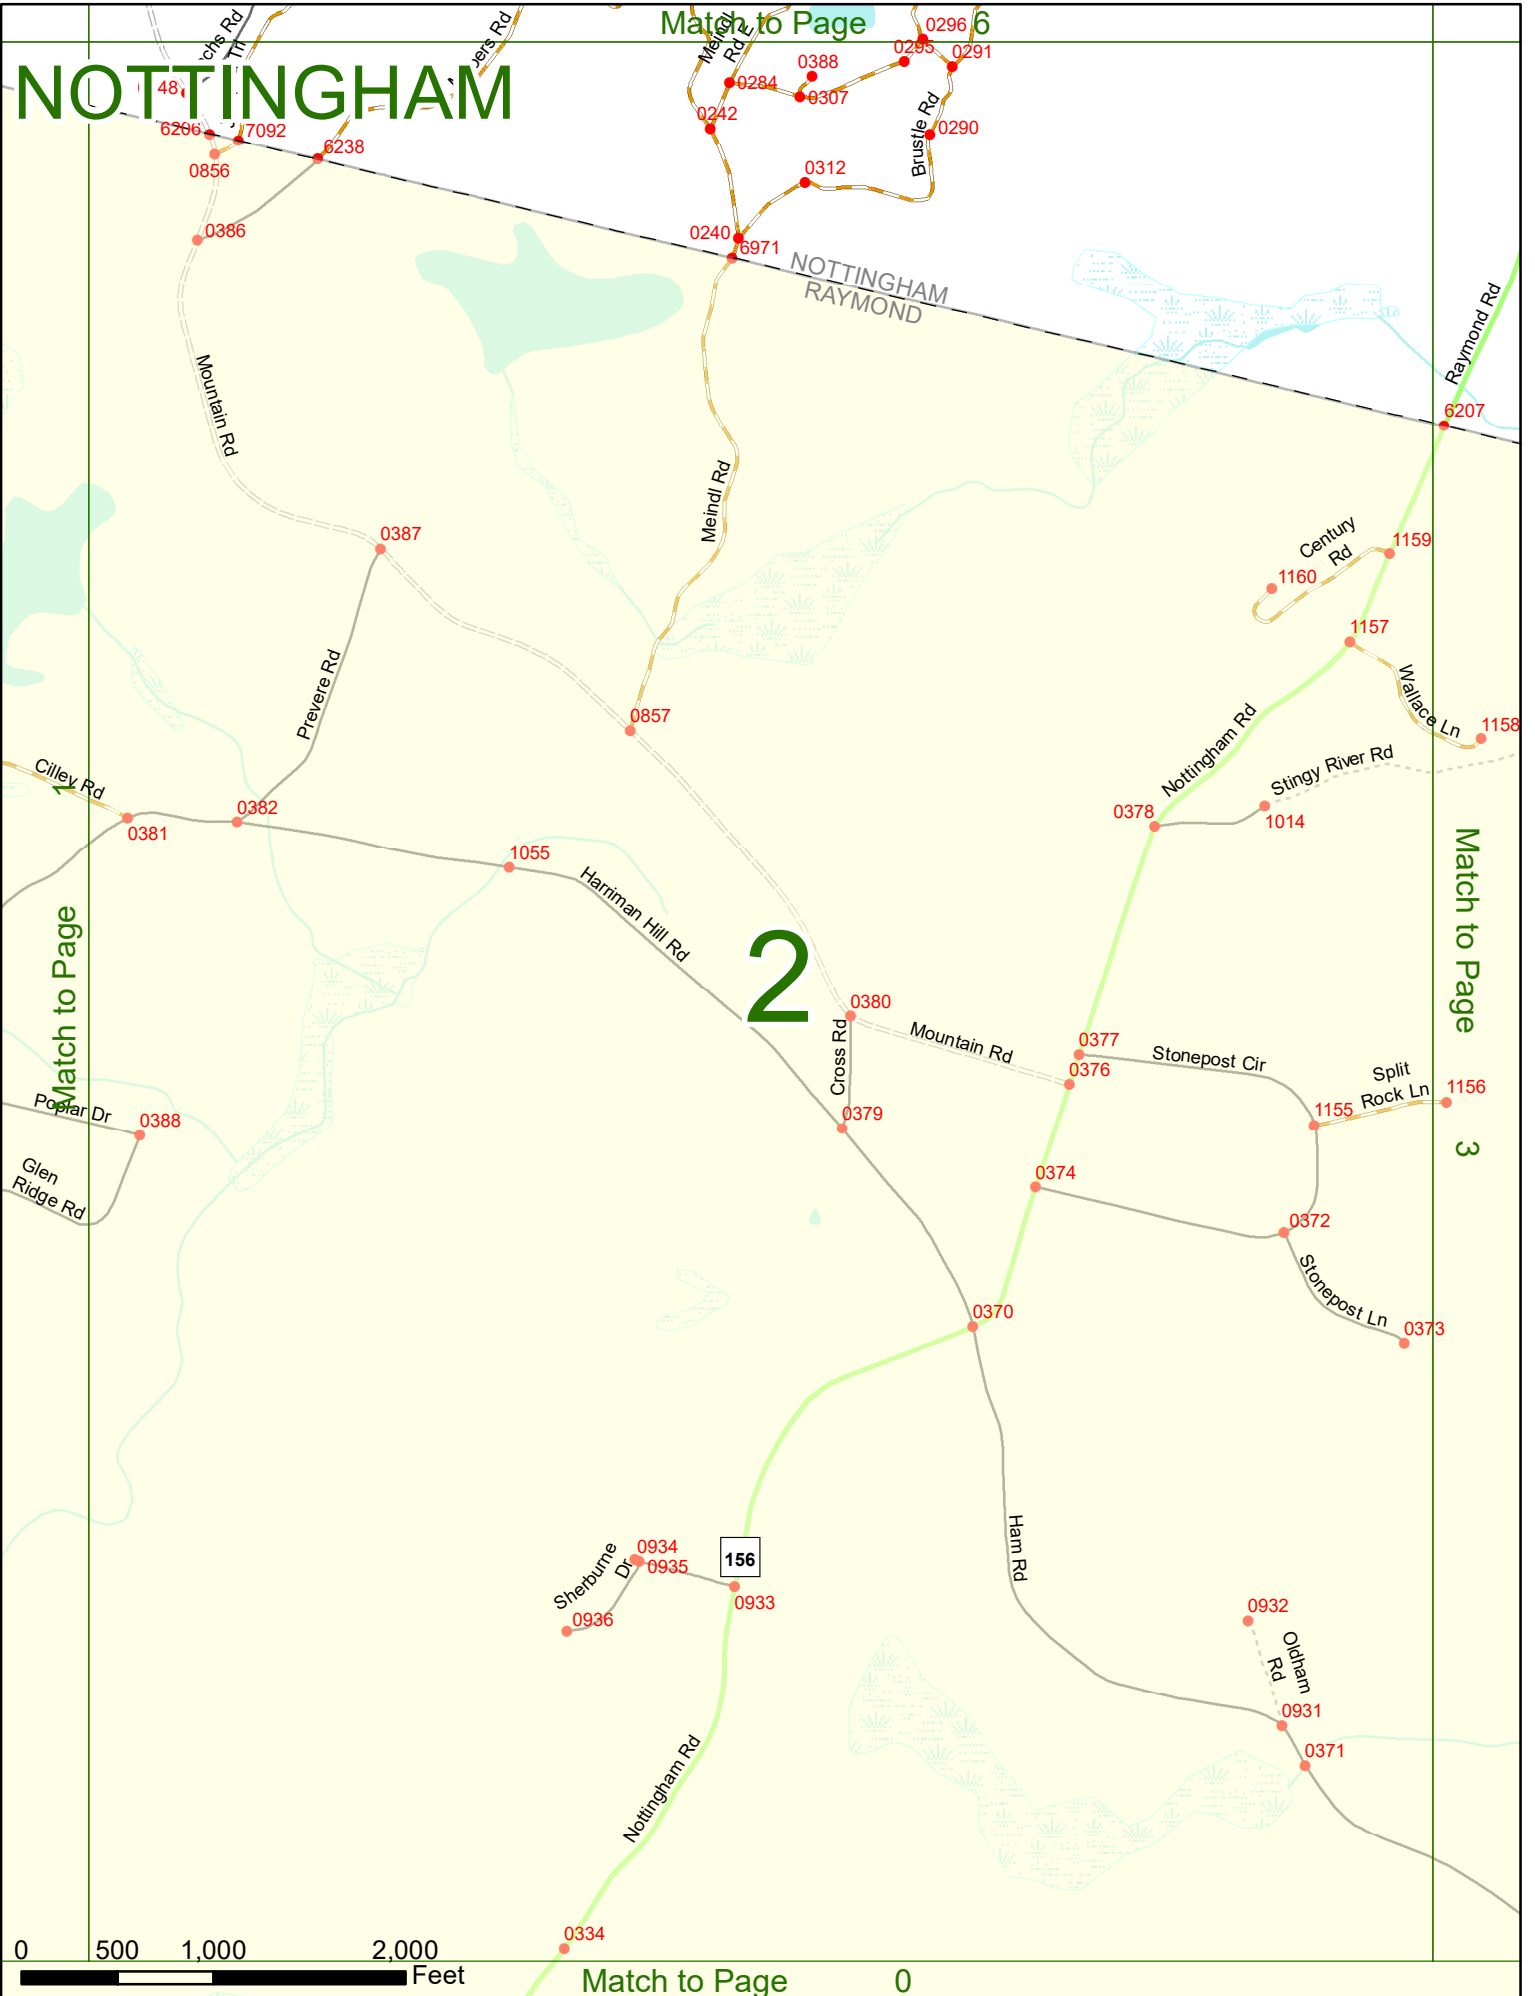 Match to Page 6
NOTTINGHAM
Meindl
Rd E
0296
0295
0291
0388
0284
0307
48
0242
0290
Brustle Rd
6206
7092
6238
0856
0312
0386
0240
6971
NOTTINGHAM
RAYMOND
Raymond Rd
Mountain Rd
6207
Meindl Rd
0387
Century
Rd
1159
1160
1157
Prevere Rd
Wallace Ln
0857
1158
Nottingham Rd
Stingy River Rd
Cilley Rd
1
0381
0382
0378
1014
1055
Harriman Hill Rd
Match to Page
Match to Page
3
2
0380
Cross Rd
Mountain Rd
0377
0376
Stonepost Cir
Split
Rock Ln
1156
1155
Poplar Dr
0388
0379
Glen
Ridge Rd
0374
0372
Stonepost Ln
0370
0373
Ham Rd
Sherburne
Dr
0934
0935
156
0933
0936
0932
Oldham
Rd
0931
0371
Nottingham Rd
0334
0 500 1,000 2,000
Feet
Match to Page 0